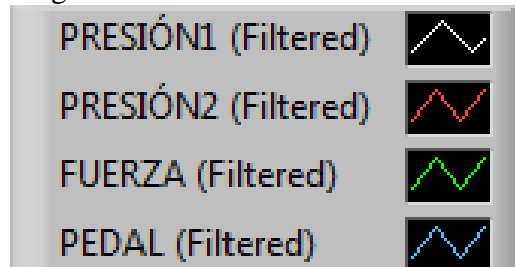 PRESIÓN1 (Filtered)
PRESIÓN2 (Filtered)
FUERZA (Filtered)
PEDAL (Filtered)